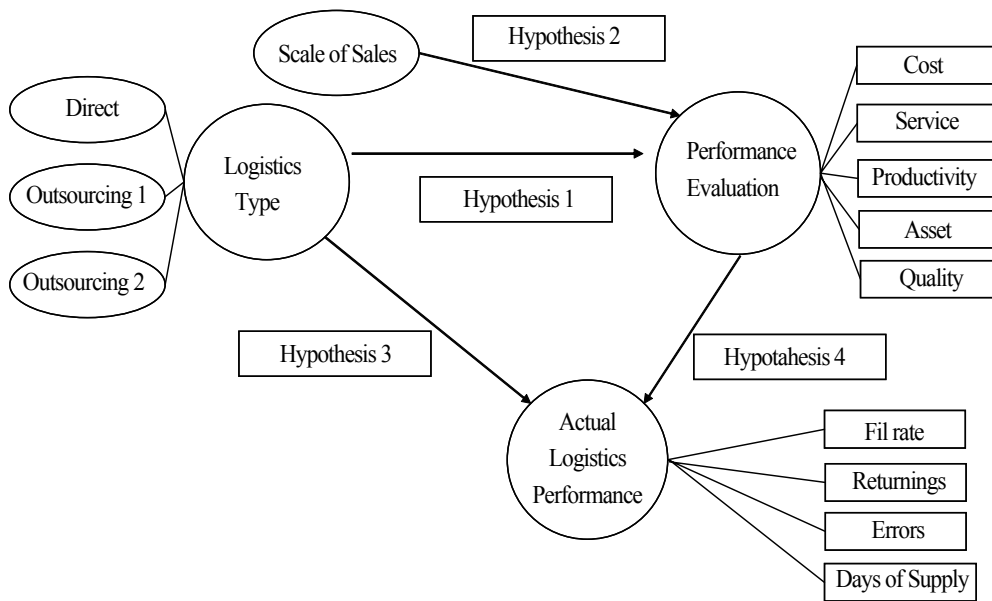 Scale of Sales
Hypothesis 2
Cost
Direct
Service
Logistics
Type
Performance
Evaluation
Productivity
Outsourcing 1
Hypothesis 1
Asset
Outsourcing 2
Quality
Hypothesis 3
Hypotahesis 4
Actual
Logistics
Performance
Fil rate
Returnings
Errors
Days of Supply